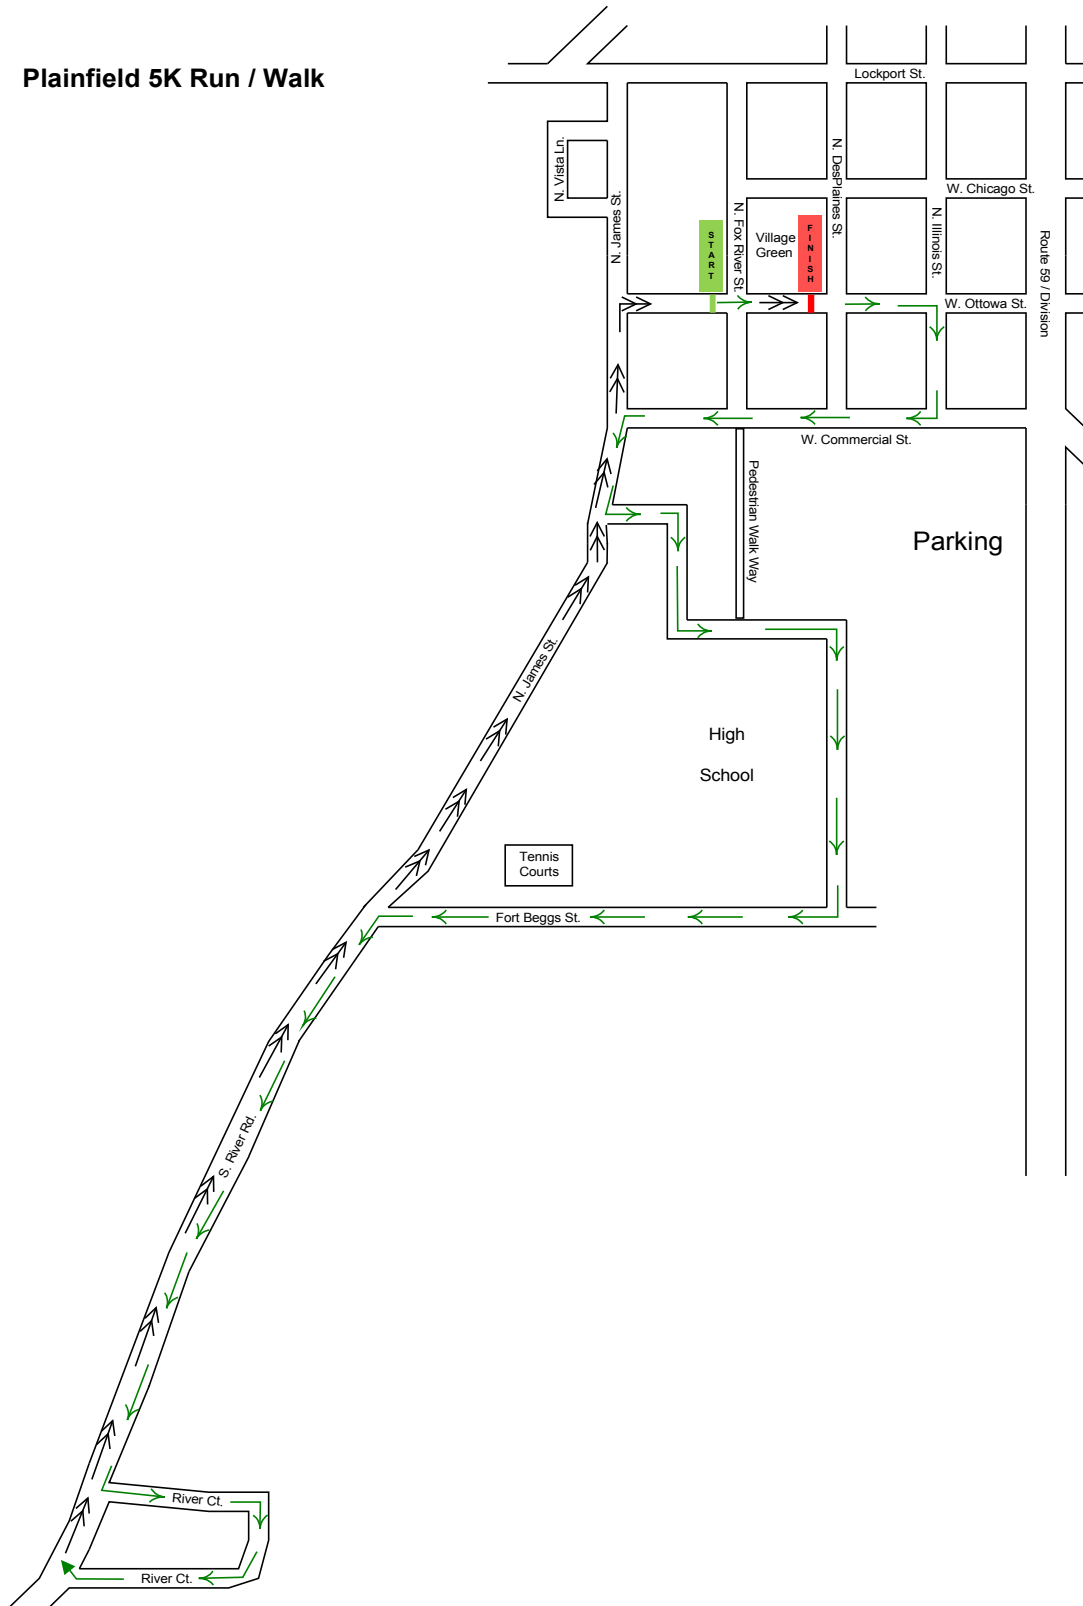 Plainfield 5K Run / Walk
Lockport St.
N. Vista Ln.
N. James St.
N. DesPlaines St.
W. Chicago St.
N. Fox River St.
N. Illinois St.
START
Village
Green
FINISH
Route 59 / Division
W. Ottowa St.
W. Commercial St.
Pedestrian Walk Way
Parking
N. James St.
High
School
Tennis
Courts
Fort Beggs St.
S. River Rd.
River Ct.
River Ct.